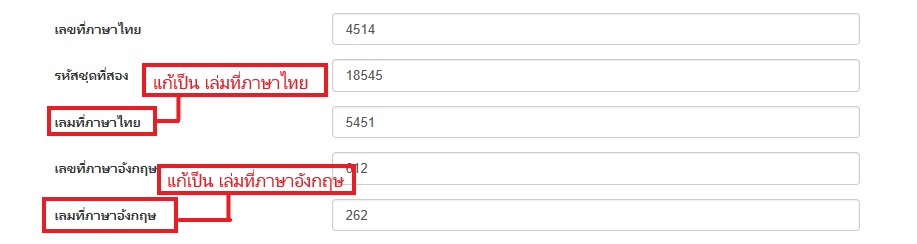 เลขที่ภาษาไทย 4514
รหัสชุดที่สอง 18545
แก้เป็น เล่มที่ภาษาไทย
เลมที่ภาษาไทย 5451
เลขที่ภาษาอังกฤษ 612
แก้เป็น เล่มที่ภาษาอังกฤษ
เลมที่ภาษาอังกฤษ 262